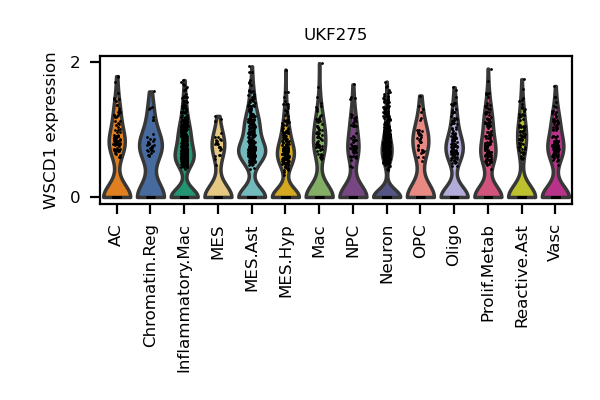 UKF275
WSCD1 expression
2
0
AC
Chromatin.Reg
Inflammatory.Mac
MES
MES.Ast
MES.Hyp
Mac
NPC
Neuron
OPC
Oligo
Prolif.Metab
Reactive.Ast
Vasc